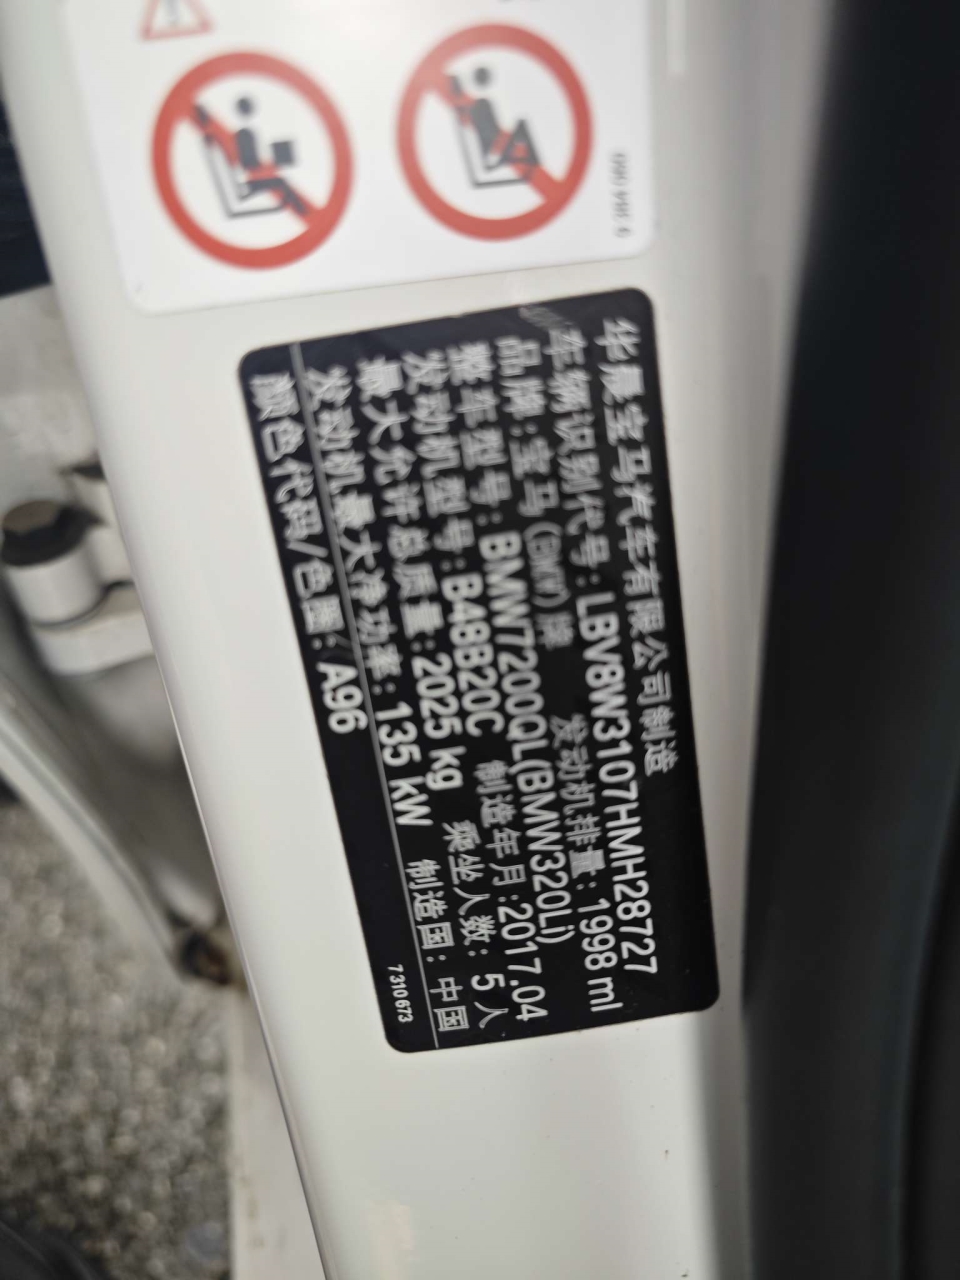 华晨宝马汽车有限公司制造
车辆识别代号:LBV8W3107HMH28727
品牌:宝马(BMW)牌 发动机排量:1998 ml
整车型号:BMW7200QL(BMW320Li)
发动机型号:B48B20C 制造年月:2017.04
最大允许总质量:2025 kg 乘坐人数:5人
发动机最大净功率:135 kW 制造国:中国
颜色代码/色置:A96
7310673